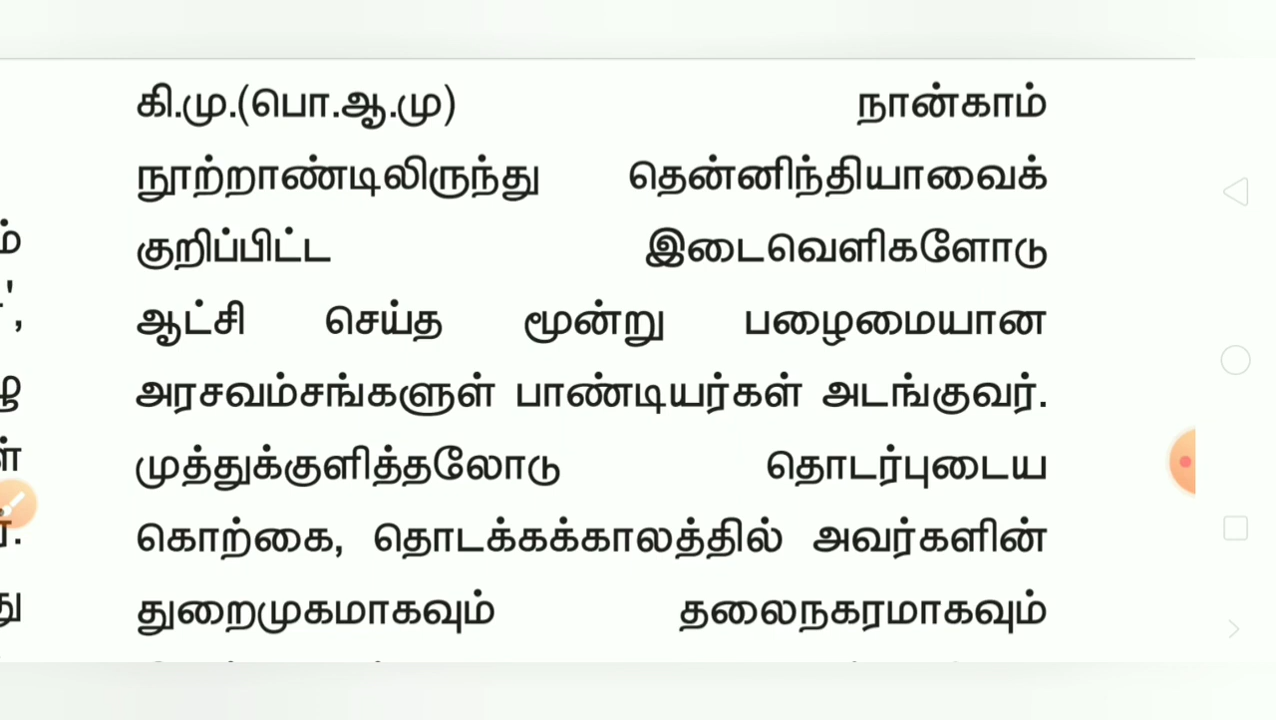 கி.மு.(பொ.ஆ.மு) நான்காம்
நூற்றாண்டிலிருந்து தென்னிந்தியாவைக்
குறிப்பிட்ட இடைவெளிகளோடு
ஆட்சி செய்த மூன்று பழைமையான
அரசவம்சங்களுள் பாண்டியர்கள் அடங்குவர்.
முத்துக்குளித்தலோடு தொடர்புடைய
கொற்கை, தொடக்கக்காலத்தில் அவர்களின்
துறைமுகமாகவும் தலைநகரமாகவும்